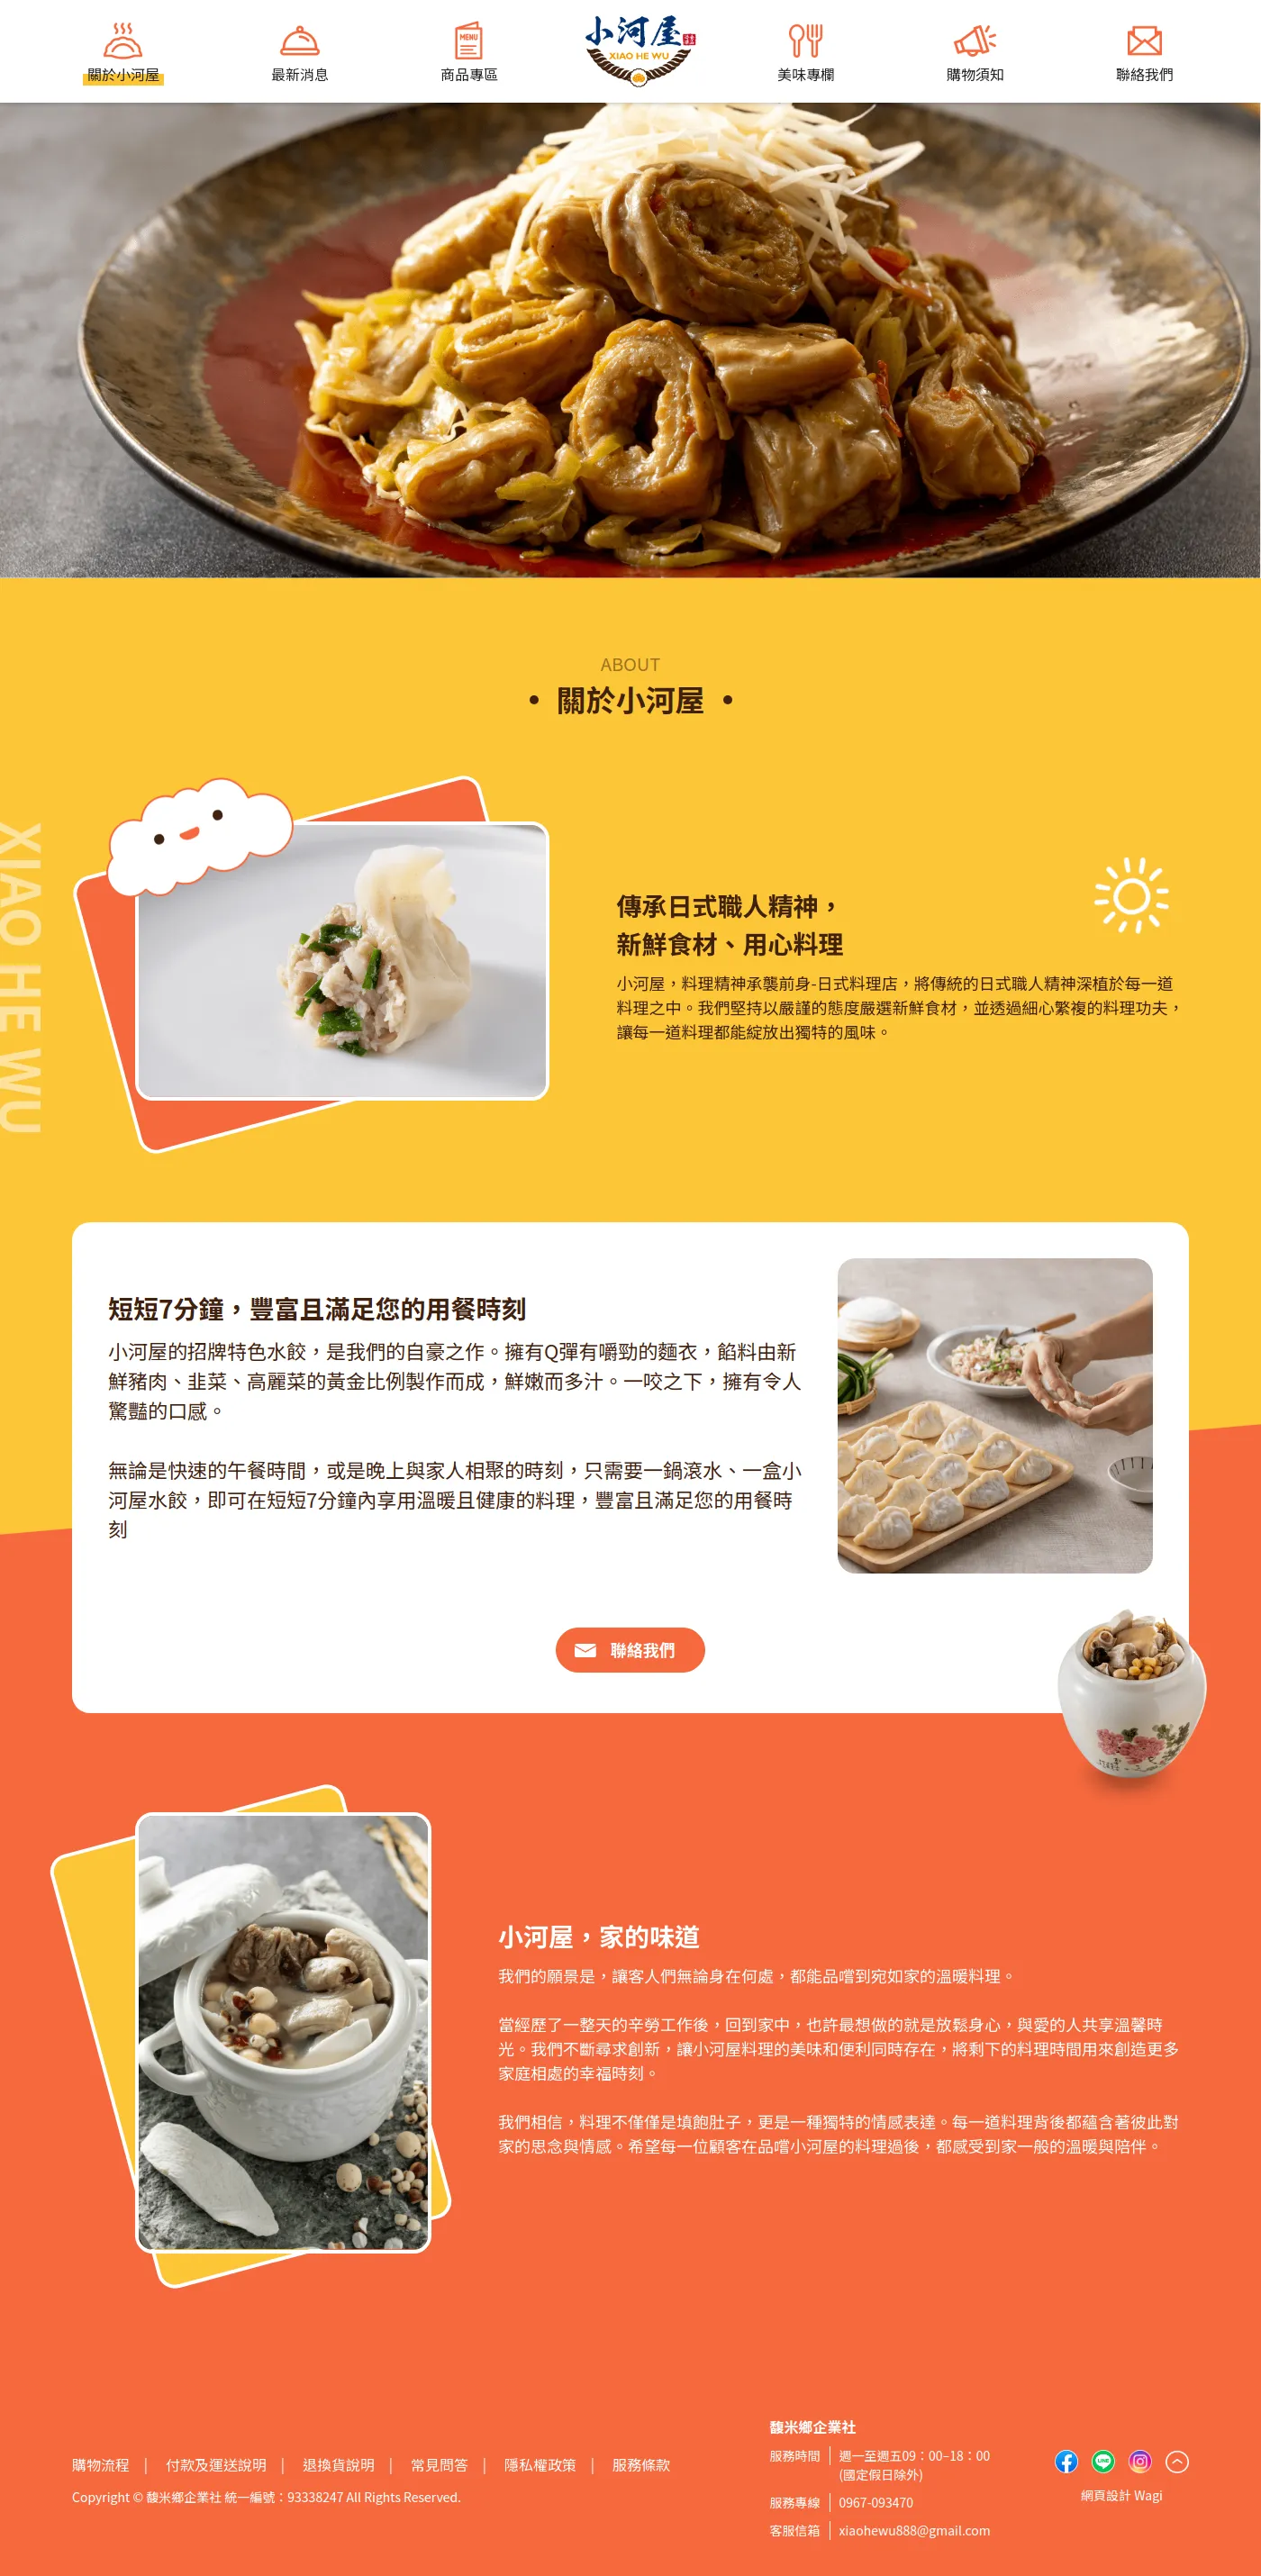 關於小河屋
最新消息
商品專區
MENU
小河屋
XIAO HE WU
美味專欄
購物須知
聯絡我們
ABOUT
• 關於小河屋 •
XIAO HE WU
傳承日式職人精神，
新鮮食材、用心料理
小河屋，料理精神承襲前身-日式料理店，將傳統的日式職人精神深植於每一道
料理之中。我們堅持以嚴謹的態度嚴選新鮮食材，並透過細心繁複的料理功夫，
讓每一道料理都能綻放出獨特的風味。
短短7分鐘，豐富且滿足您的用餐時刻
小河屋的招牌特色水餃，是我們的自豪之作。擁有Q彈有嚼勁的麵衣，餡料由新
鮮豬肉、韭菜、高麗菜的黃金比例製作而成，鮮嫩而多汁。一咬之下，擁有令人
驚豔的口感。
無論是快速的午餐時間，或是晚上與家人相聚的時刻，只需要一鍋滾水、一盒小
河屋水餃，即可在短短7分鐘內享用溫暖且健康的料理，豐富且滿足您的用餐時
刻
聯絡我們
小河屋，家的味道
我們的願景是，讓客人們無論身在何處，都能品嚐到宛如家的溫暖料理。
當經歷了一整天的辛勞工作後，回到家中，也許最想做的就是放鬆身心，與愛的人共享溫馨時
光。我們不斷尋求創新，讓小河屋料理的美味和便利同時存在，將剩下的料理時間用來創造更多
家庭相處的幸福時刻。
我們相信，料理不僅僅是填飽肚子，更是一種獨特的情感表達。每一道料理背後都蘊含著彼此對
家的思念與情感。希望每一位顧客在品嚐小河屋的料理過後，都感受到家一般的溫暖與陪伴。
購物流程 | 付款及運送說明 | 退換貨說明 | 常見問答 | 隱私權政策 | 服務條款
Copyright © 馥米鄉企業社 統一編號：93338247 All Rights Reserved.
馥米鄉企業社
服務時間 週一至週五09：00–18：00
(國定假日除外)
服務專線 0967-093470
客服信箱 xiaohewu888@gmail.com
LINE
網頁設計 Wagi